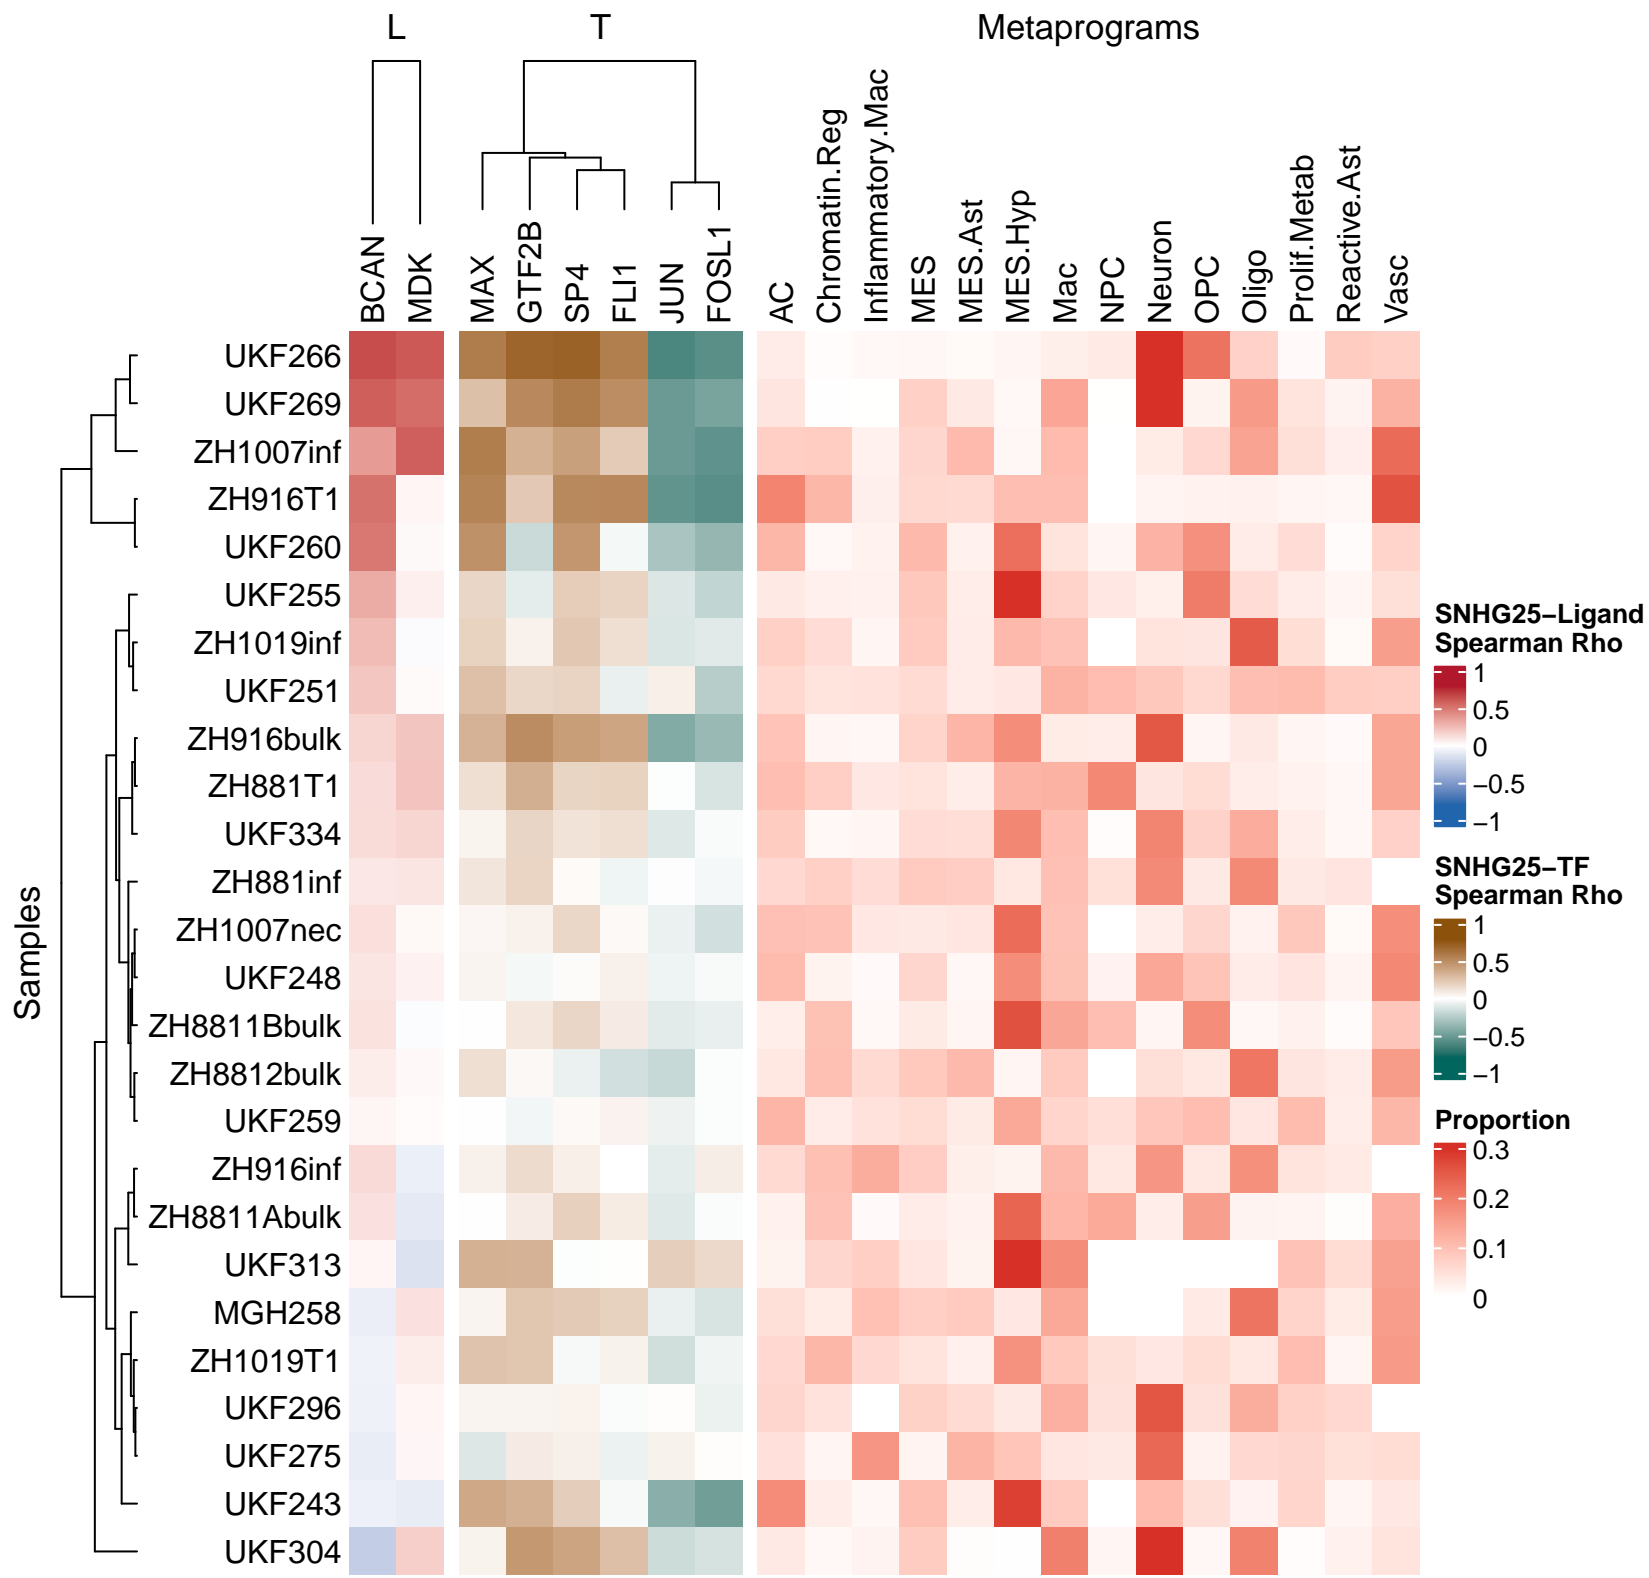 L
T
Metaprograms
BCAN
MDK
MAX
GTF2B
SP4
FLI1
JUN
FOSL1
AC
Chromatin.Reg
Inflammatory.Mac
MES
MES.Ast
MES.Hyp
Mac
NPC
Neuron
OPC
Oligo
Prolif.Metab
Reactive.Ast
Vasc
Samples
UKF266
UKF269
ZH1007inf
ZH916T1
UKF260
UKF255
ZH1019inf
UKF251
ZH916bulk
ZH881T1
UKF334
ZH881inf
ZH1007nec
UKF248
ZH8811Bbulk
ZH8812bulk
UKF259
ZH916inf
ZH8811Abulk
UKF313
MGH258
ZH1019T1
UKF296
UKF275
UKF243
UKF304
SNHG25−Ligand
Spearman Rho
1
0.5
0
−0.5
−1
SNHG25−TF
Spearman Rho
1
0.5
0
−0.5
−1
Proportion
0.3
0.2
0.1
0